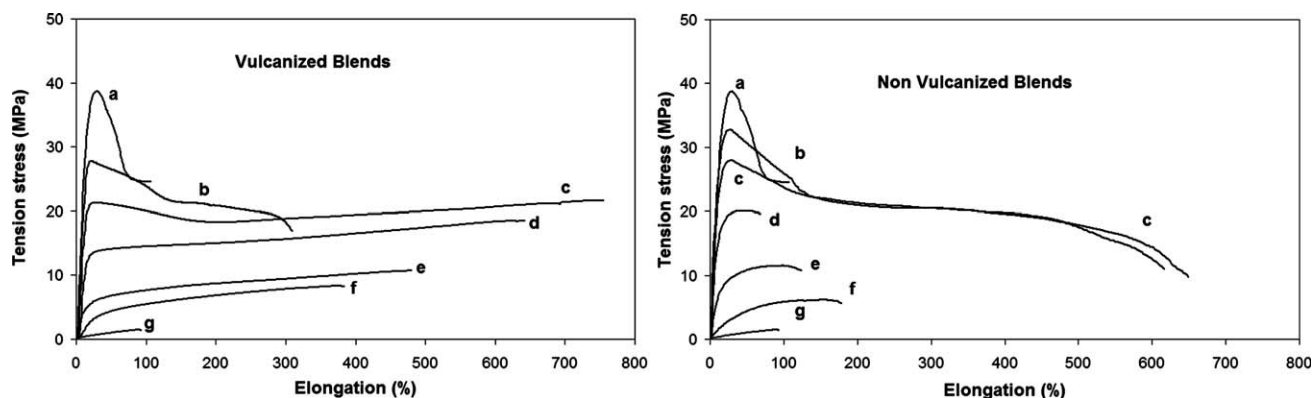 Vulcanized Blends
Tension stress (MPa)
50
40
30
20
10
0
a
b
c
d
e
f
g
0 100 200 300 400 500 600 700 800
Elongation (%)
Non Vulcanized Blends
Tension stress (MPa)
50
40
30
20
10
0
a
b
c
c
d
e
f
g
0 100 200 300 400 500 600 700 800
Elongation (%)